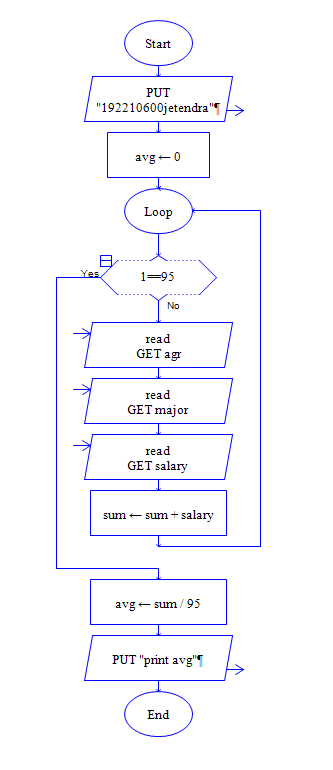 Start
PUT
"192210600jetendra"¶
avg ← 0
Loop
Yes
1==95
No
read
GET agr
read
GET major
read
GET salary
sum ← sum + salary
avg ← sum / 95
PUT "print avg"¶
End